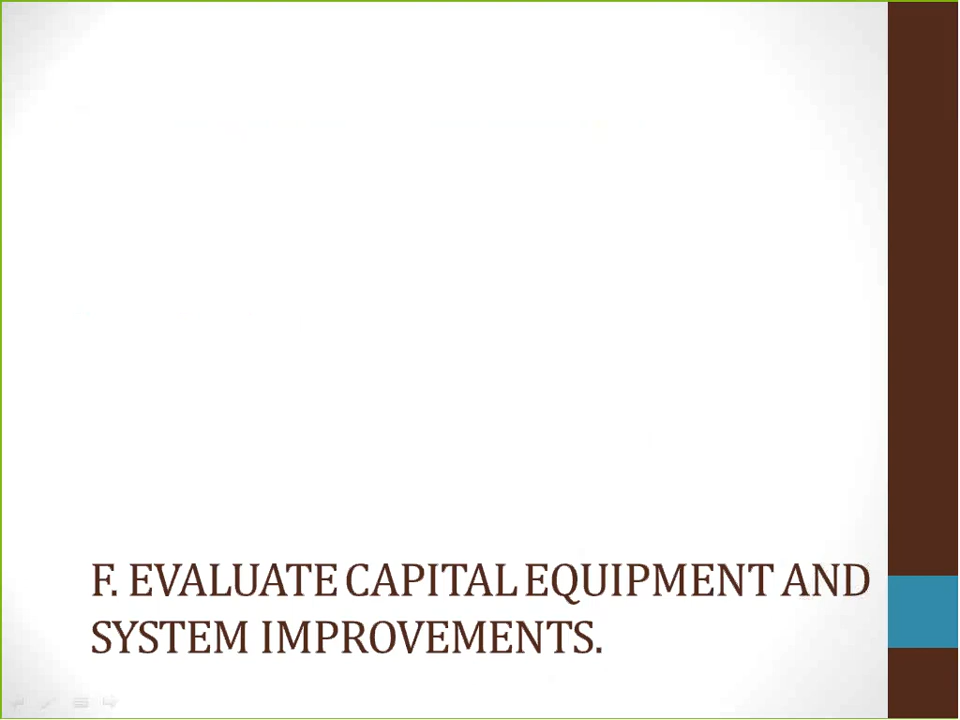 F. EVALUATE CAPITAL EQUIPMENT AND
SYSTEM IMPROVEMENTS.